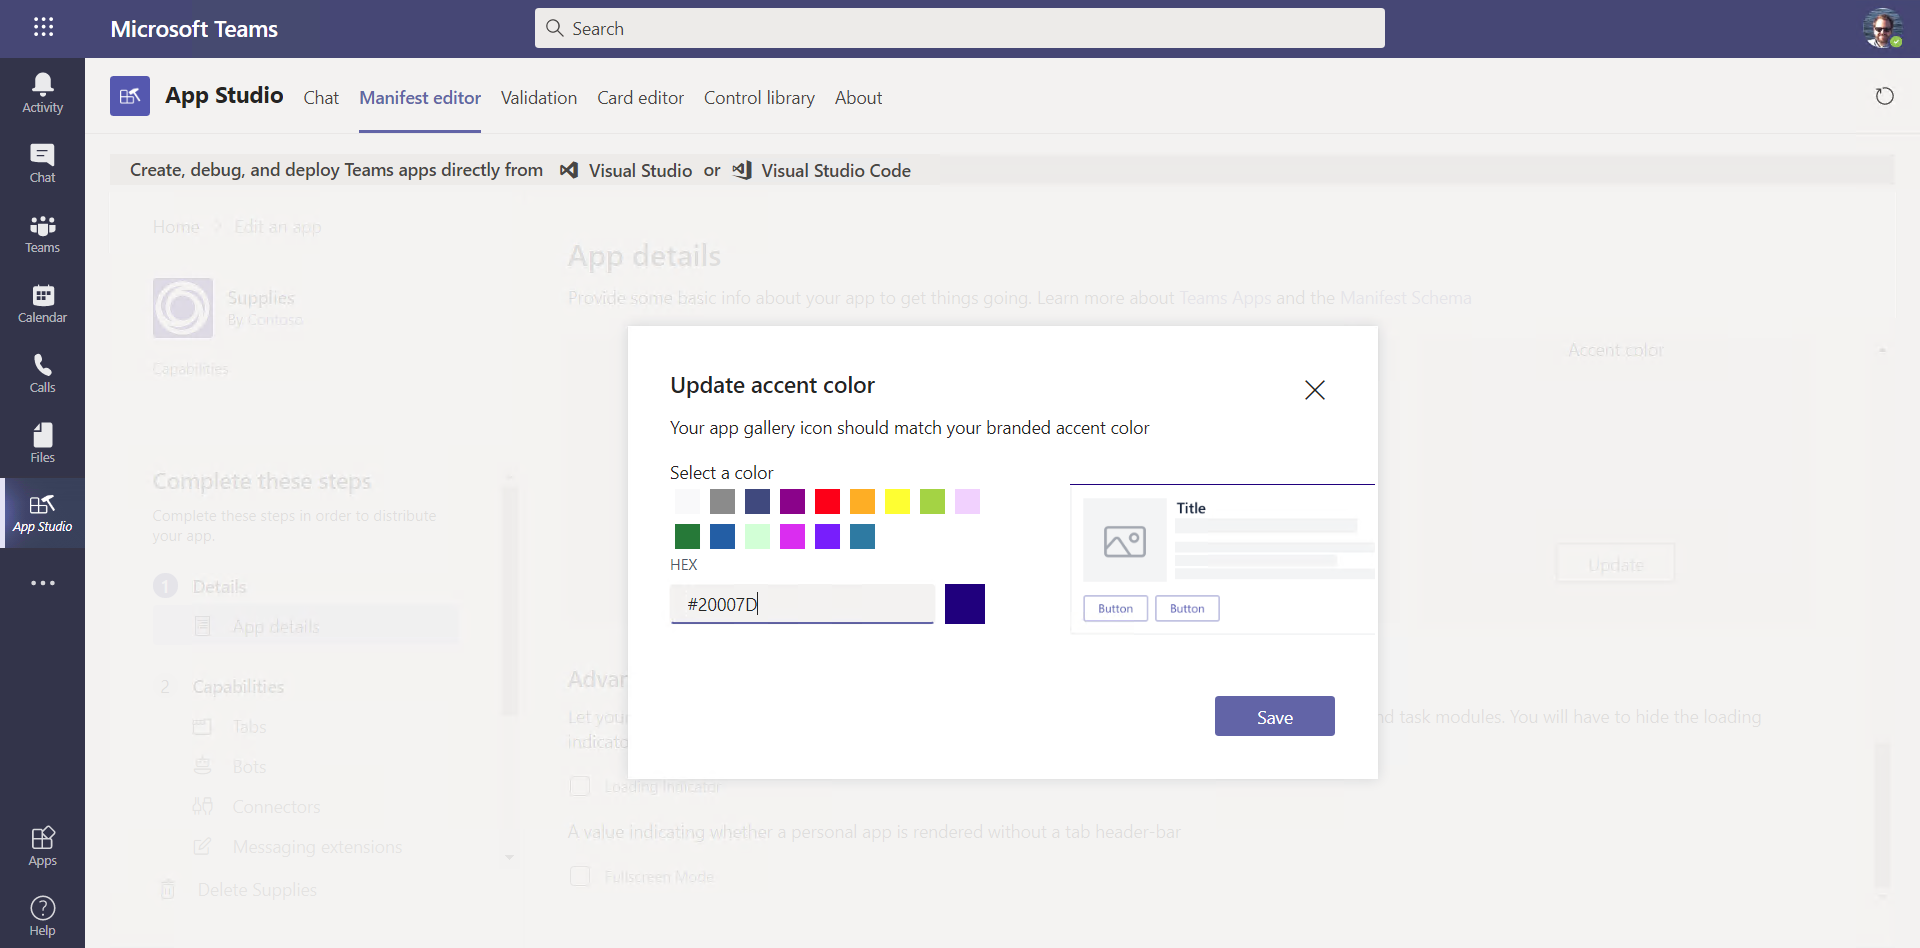 Microsoft Teams
Search
Activity
Chat
Teams
Calendar
Calls
Files
App Studio
Apps
Help
App Studio
Chat
Manifest editor
Validation
Card editor
Control library
About
Create, debug, and deploy Teams apps directly from Visual Studio or Visual Studio Code
Home > Edit an app
Supplies
By Contoso
Capabilities
Complete these steps
Complete these steps in order to distribute
your app.
1 Details
App details
2 Capabilities
Tabs
Bots
Connectors
Messaging extensions
Delete Supplies
App details
Provide some basic info about your app to get things going. Learn more about Teams Apps and the Manifest Schema
Accent color
Update
Update accent color
Your app gallery icon should match your branded accent color
Select a color
HEX
#20007D
Title
Button
Button
Save
Advan
Let your
nd task modules. You will have to hide the loading
indicato
Loading Indicator
A value indicating whether a personal app is rendered without a tab header-bar
Fullscreen Mode